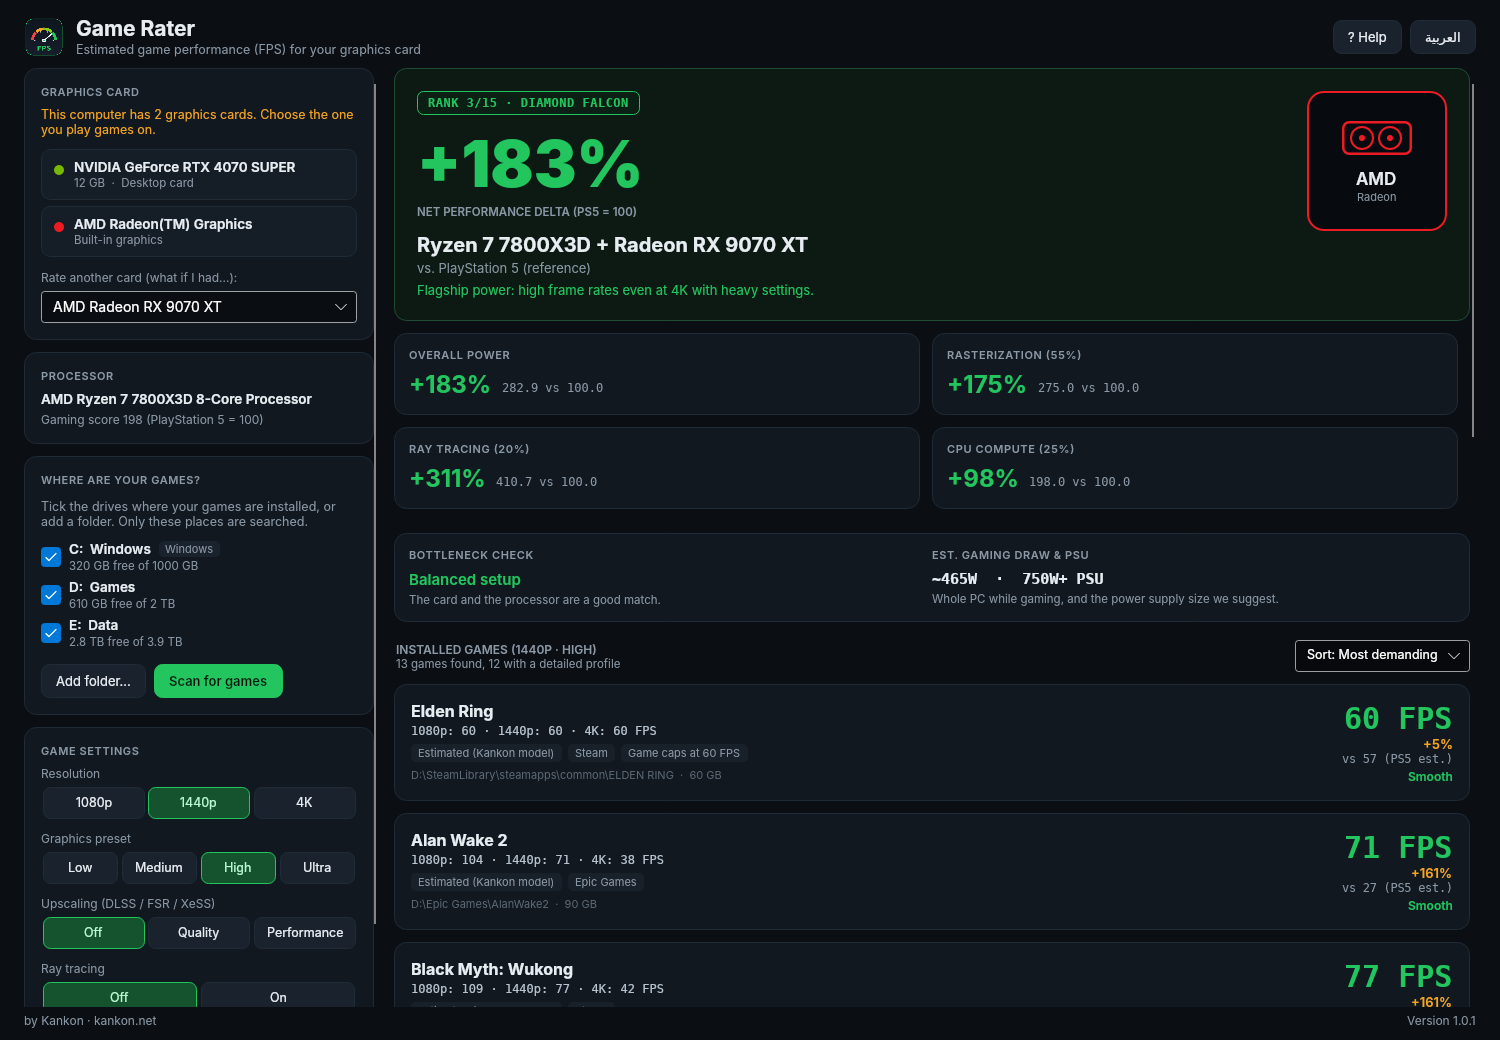 FPS
Game Rater
Estimated game performance (FPS) for your graphics card
? Help
العربية
GRAPHICS CARD
This computer has 2 graphics cards. Choose the one
you play games on.
NVIDIA GeForce RTX 4070 SUPER
12 GB · Desktop card
AMD Radeon(TM) Graphics
Built-in graphics
Rate another card (what if I had...):
AMD Radeon RX 9070 XT
PROCESSOR
AMD Ryzen 7 7800X3D 8-Core Processor
Gaming score 198 (PlayStation 5 = 100)
WHERE ARE YOUR GAMES?
Tick the drives where your games are installed, or
add a folder. Only these places are searched.
C: Windows Windows
320 GB free of 1000 GB
D: Games
610 GB free of 2 TB
E: Data
2.8 TB free of 3.9 TB
Add folder... Scan for games
GAME SETTINGS
Resolution
1080p 1440p 4K
Graphics preset
Low Medium High Ultra
Upscaling (DLSS / FSR / XeSS)
Off Quality Performance
Ray tracing
Off On
RANK 3/15 · DIAMOND FALCON
+183%
NET PERFORMANCE DELTA (PS5 = 100)
Ryzen 7 7800X3D + Radeon RX 9070 XT
vs. PlayStation 5 (reference)
Flagship power: high frame rates even at 4K with heavy settings.
AMD
Radeon
OVERALL POWER
+183% 282.9 vs 100.0
RASTERIZATION (55%)
+175% 275.0 vs 100.0
RAY TRACING (20%)
+311% 410.7 vs 100.0
CPU COMPUTE (25%)
+98% 198.0 vs 100.0
BOTTLENECK CHECK
Balanced setup
The card and the processor are a good match.
EST. GAMING DRAW & PSU
~465W · 750W+ PSU
Whole PC while gaming, and the power supply size we suggest.
INSTALLED GAMES (1440P · HIGH)
13 games found, 12 with a detailed profile
Sort: Most demanding
Elden Ring
1080p: 60 · 1440p: 60 · 4K: 60 FPS
Estimated (Kankon model) Steam Game caps at 60 FPS
D:\SteamLibrary\steamapps\common\ELDEN RING · 60 GB
60 FPS
+5%
vs 57 (PS5 est.)
Smooth
Alan Wake 2
1080p: 104 · 1440p: 71 · 4K: 38 FPS
Estimated (Kankon model) Epic Games
D:\Epic Games\AlanWake2 · 90 GB
71 FPS
+161%
vs 27 (PS5 est.)
Smooth
Black Myth: Wukong
1080p: 109 · 1440p: 77 · 4K: 42 FPS
77 FPS
+161%
by Kankon · kankon.net
Version 1.0.1